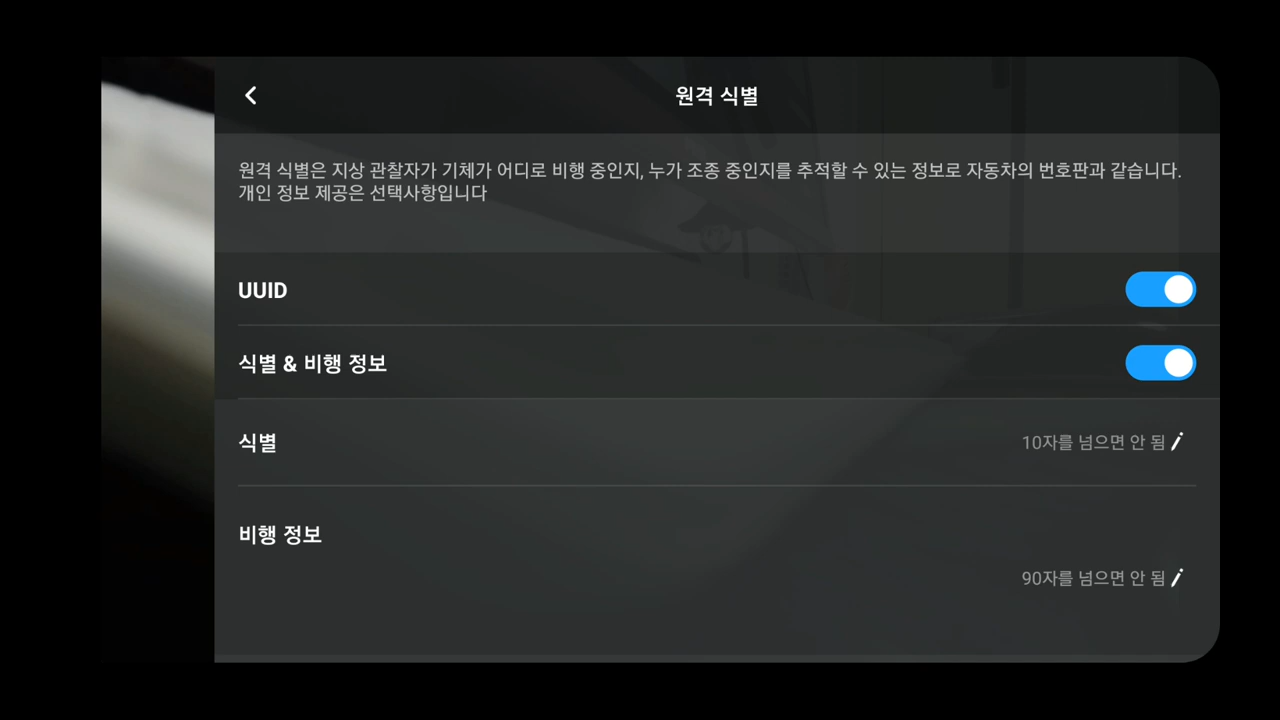 원격 식별
원격 식별은 지상 관찰자가 기체가 어디로 비행 중인지, 누가 조종 중인지를 추적할 수 있는 정보로 자동차의 번호판과 같습니다.
개인 정보 제공은 선택사항입니다
UUID
식별 & 비행 정보
식별
10자를 넘으면 안 됨
비행 정보
90자를 넘으면 안 됨